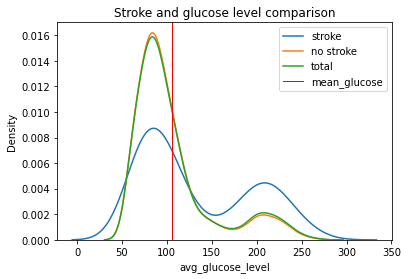 Stroke and glucose level comparison
stroke
no stroke
total
mean_glucose
Density
0.016
0.014
0.012
0.010
0.008
0.006
0.004
0.002
0.000
0 50 100 150 200 250 300 350
avg_glucose_level